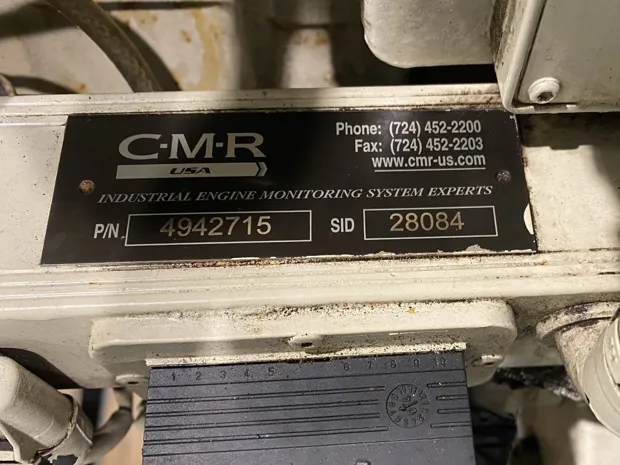 C-M-R
USA
Phone: (724) 452-2200
Fax: (724) 452-2203
www.cmr-us.com
INDUSTRIAL ENGINE MONITORING SYSTEM EXPERTS
P/N. 4942715 SID 28084
1 2 3 4 5 6 7 8 9 10